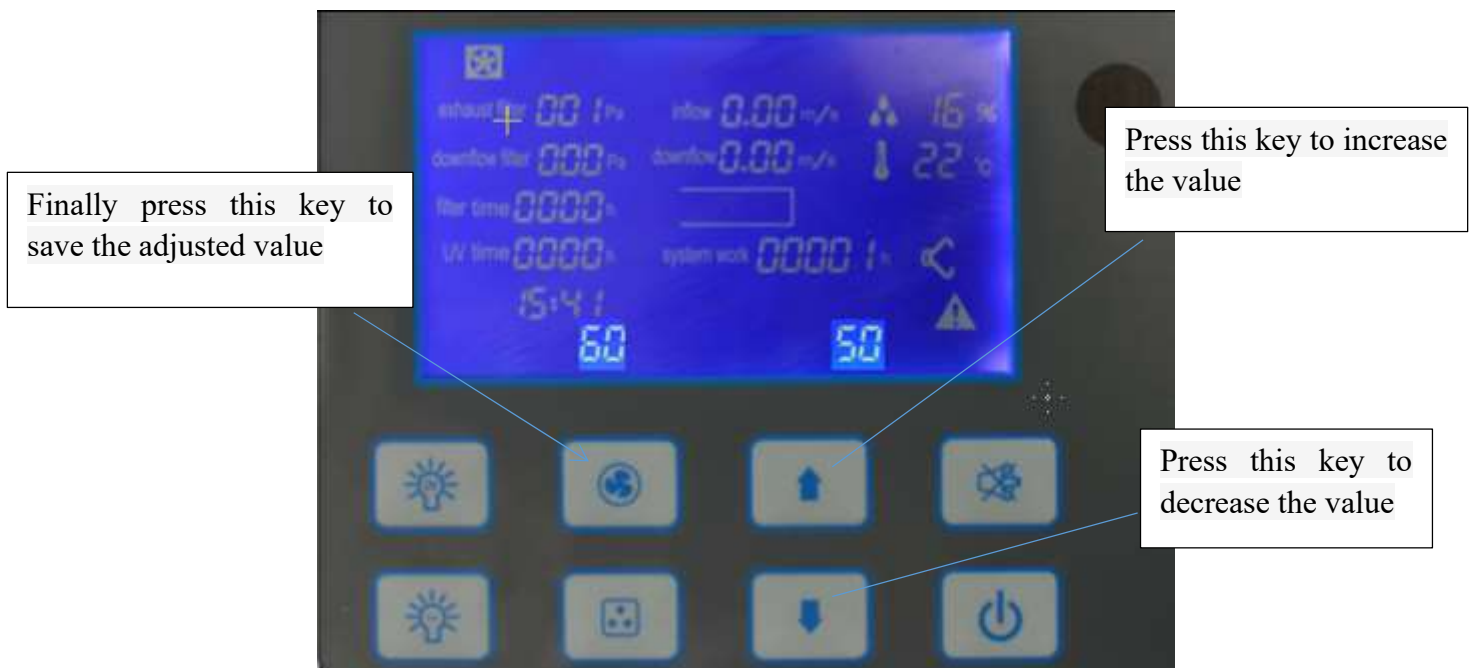 exhaust filter 001 Pa inflow 0.00 m/s 16 %
downflow filter 000 Pa downflow 0.00 m/s 22 °C
filter time 0000 h
UV time 0000 h system work 00001 h
15:41
60 50
Finally press this key to
save the adjusted value
Press this key to increase
the value
Press this key to
decrease the value